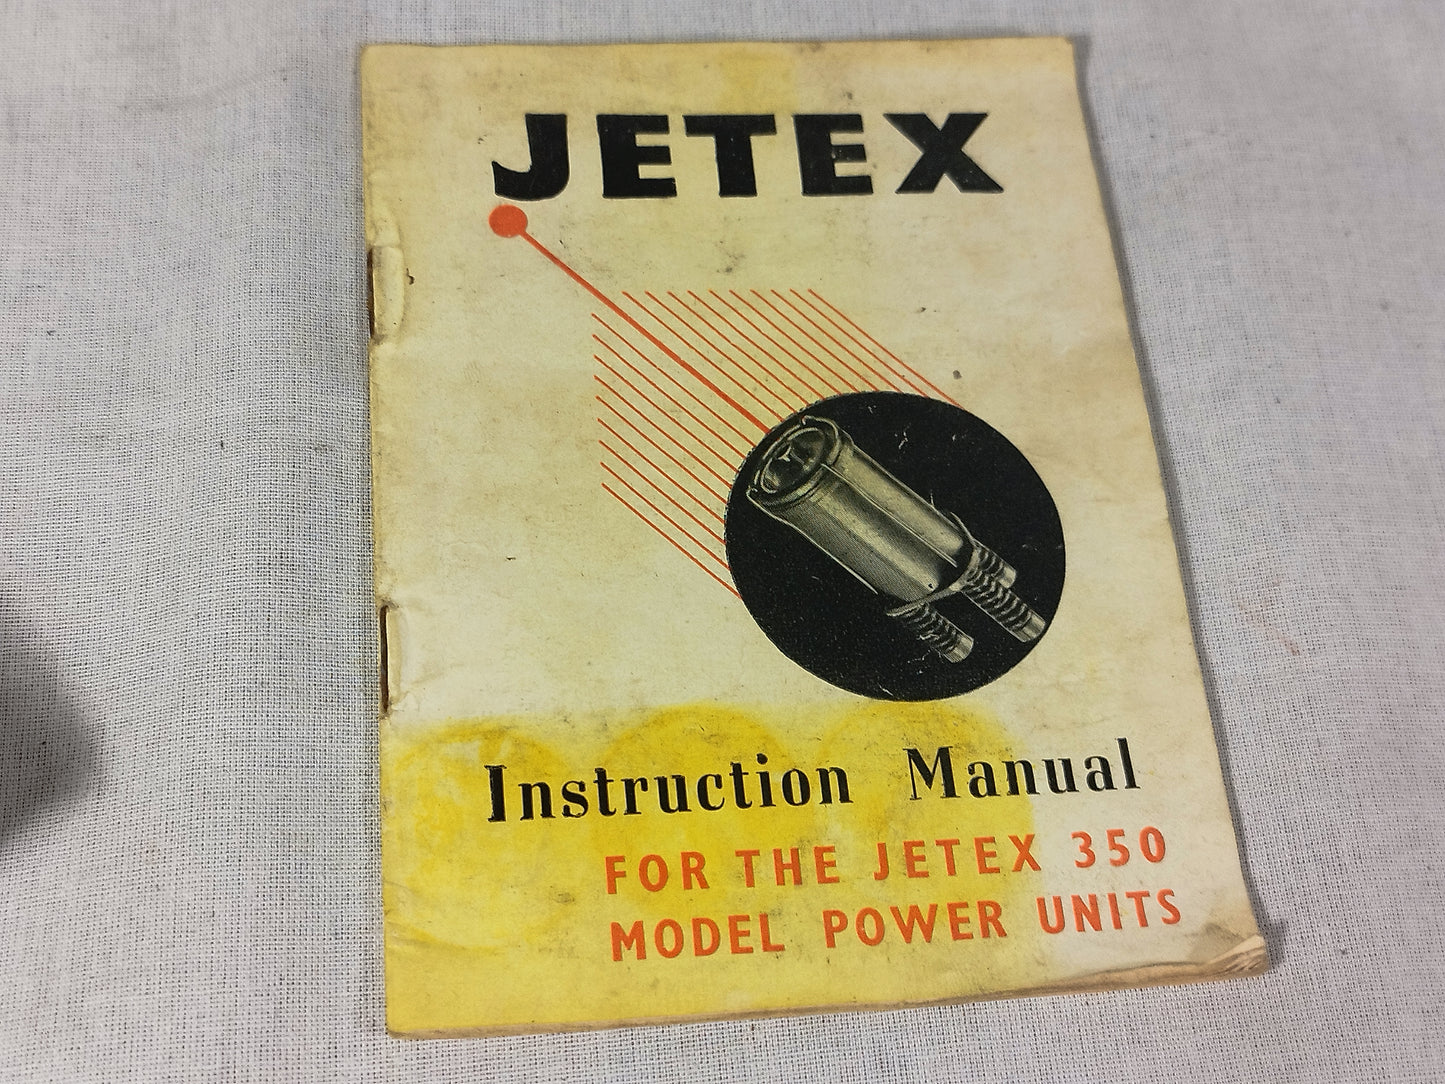 JETEX
Instruction Manual
FOR THE JETEX 350
MODEL POWER UNITS